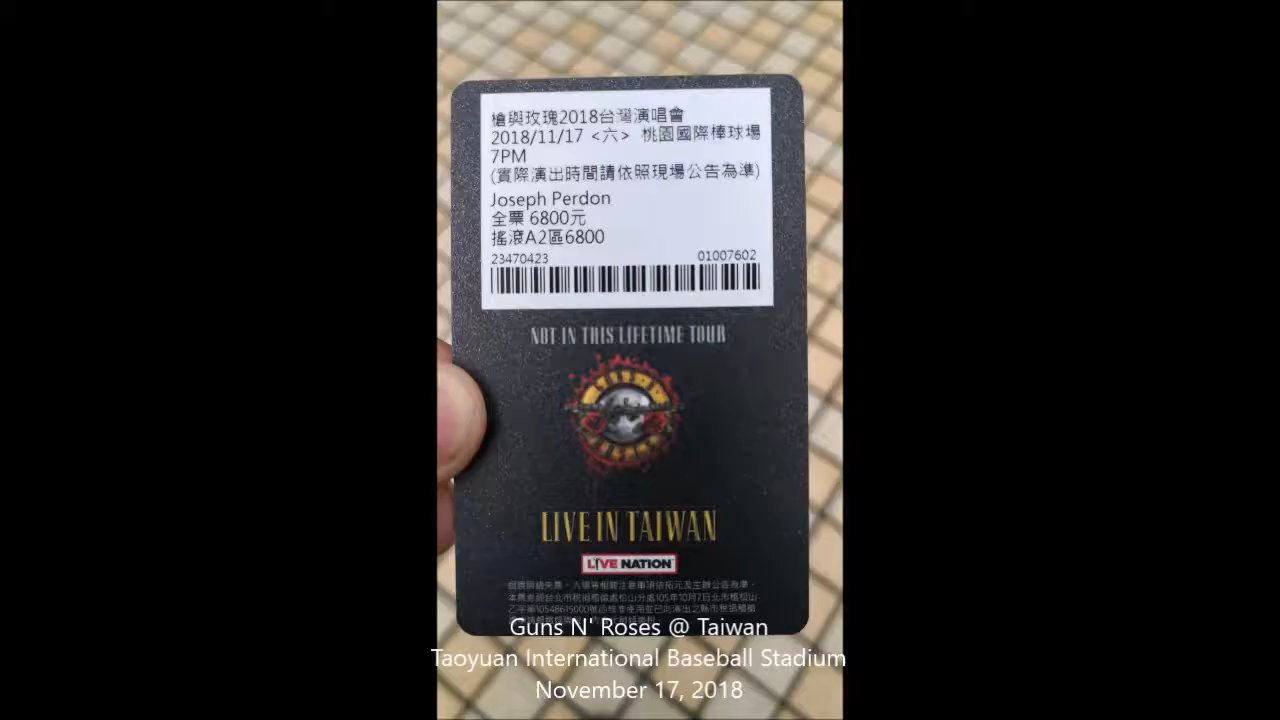 槍與玫瑰2018台灣演唱會
2018/11/17 <六> 桃園國際棒球場
7PM
(實際演出時間請依照現場公告為準)
Joseph Perdon
全票 6800元
搖滾A2區6800
23470423 01007602
NOT IN THIS LIFETIME TOUR
LIVE IN TAIWAN
LIVE NATION
Guns N' Roses @ Taiwan
Taoyuan International Baseball Stadium
November 17, 2018